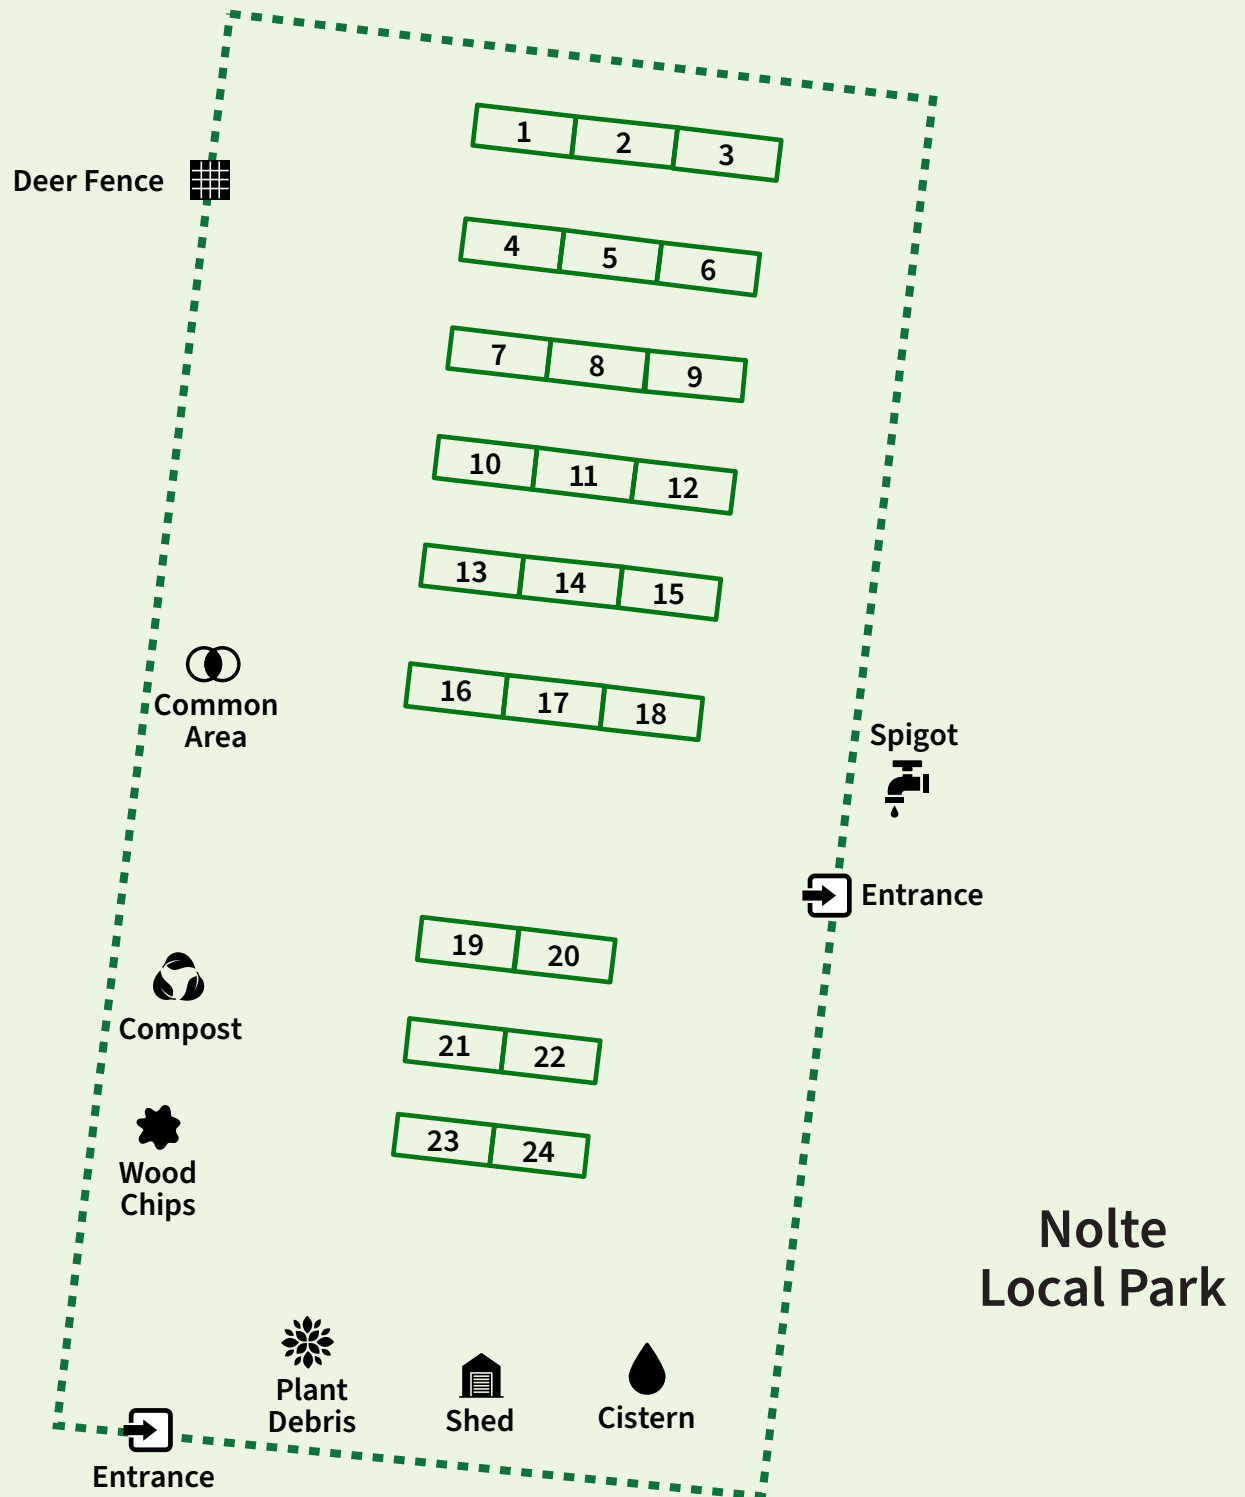 1
2
3
Deer Fence
4
5
6
7
8
9
10
11
12
13
14
15
16
17
18
Common
Area
Spigot
Entrance
19
20
Compost
21
22
23
24
Wood
Chips
Nolte
Local Park
Plant
Debris
Shed
Cistern
Entrance